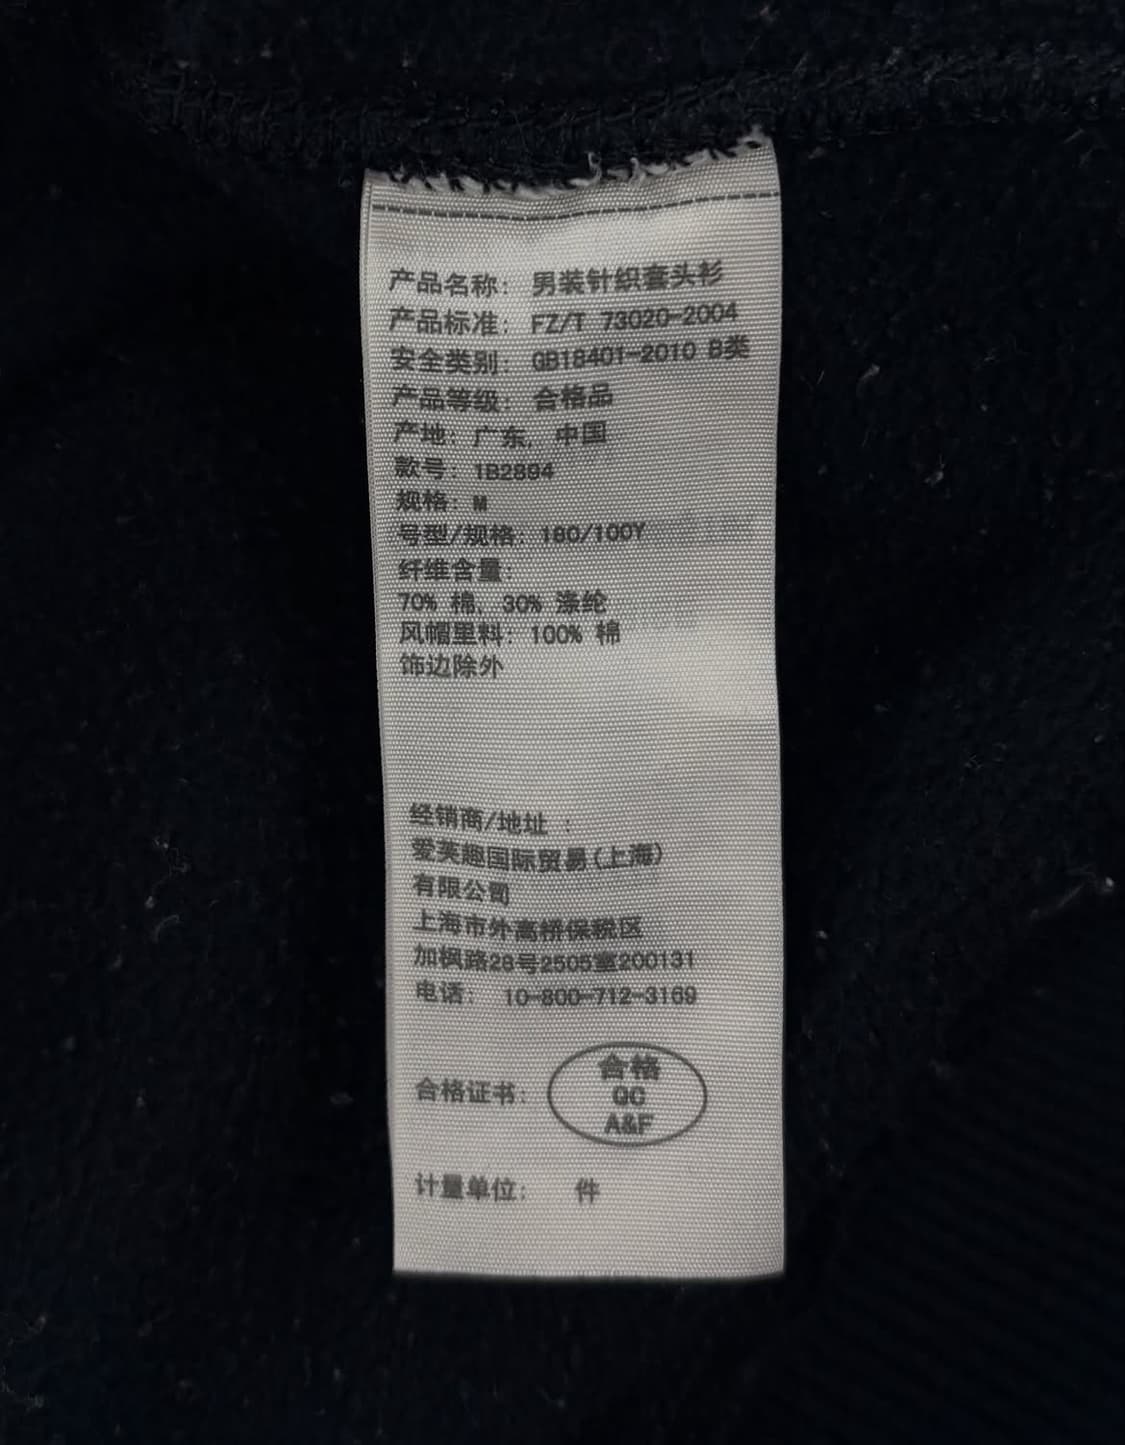 产品名称: 男装针织套头衫
产品标准: FZ/T 73020-2004
安全类别: GB18401-2010 B类
产品等级: 合格品
产地: 广东, 中国
款号: 1B2894
规格: M
号型/规格: 180/100Y
纤维含量:
70% 棉, 30% 涤纶
风帽里料: 100% 棉
饰边除外
经销商/地址 :
爱芙趣国际贸易(上海)
有限公司
上海市外高桥保税区
加枫路28号2505室200131
电话: 10-800-712-3169
合格
合格证书: QC
A&F
计量单位: 件